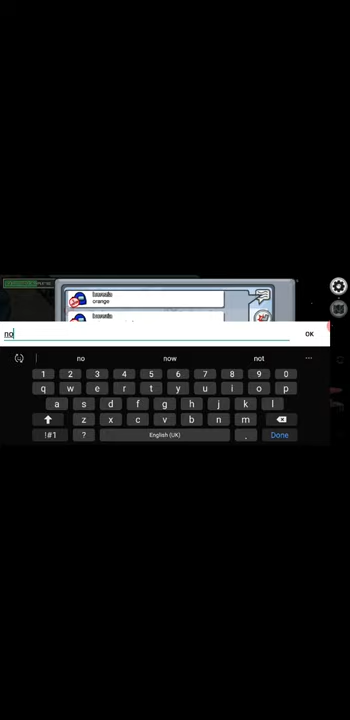 orange
no
OK
no now not ...
1 2 3 4 5 6 7 8 9 0
q w e r t y u i o p
a s d f g h j k l
z x c v b n m
!#1 ? English (UK) . Done